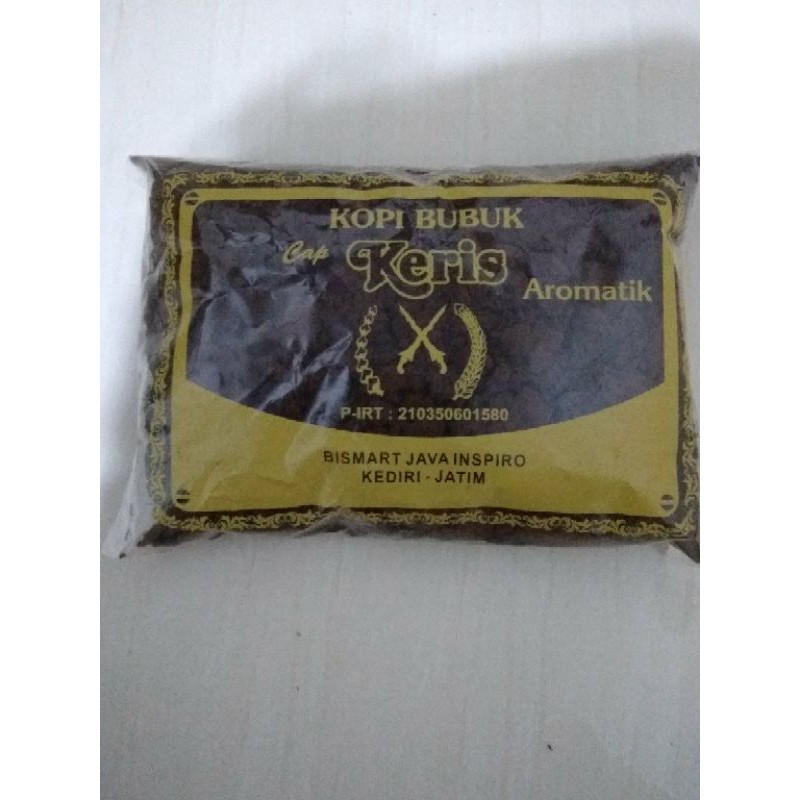 KOPI BUBUK
Cap Keris
Aromatik
P-IRT : 210350601580
BISMART JAVA INSPIRO
KEDIRI - JATIM